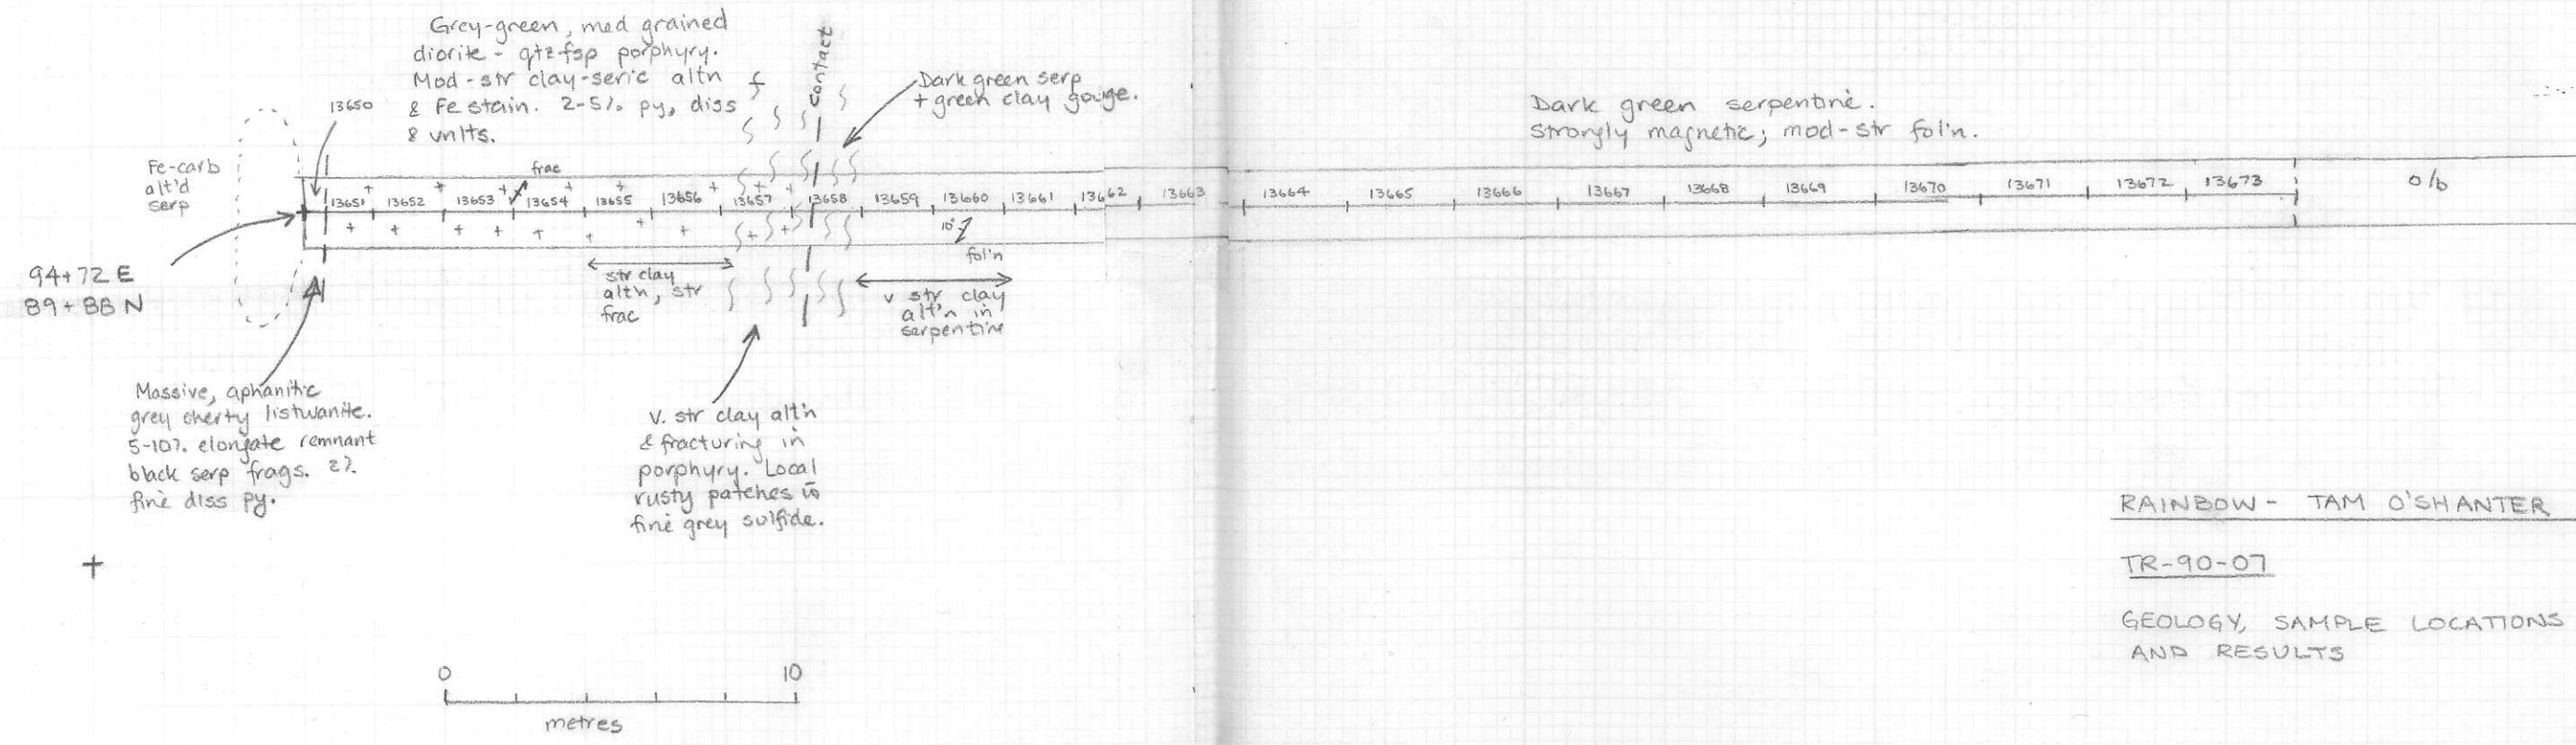 Grey-green, med grained
diorite - qtz-fsp porphyry.
Mod-str clay-seric altn
& Fe stain. 2-5% py, diss
& vnlts.
13650
contact
Dark green serp
+ green clay gouge.
Dark green serpentine.
strongly magnetic; mod-str fol'n.
Fe-carb
alt'd
serp
frac
13651 13652 13653 13654 13655 13656 13657 13658 13659 13660 13661 13662 13663 13664 13665 13666 13667 13668 13669 13670 13671 13672 13673 o/b
10°
fol'n
94+72 E
89+88 N
str clay
alt'n, str
frac
v str clay
alt'n in
serpentine
Massive, aphanitic
grey cherty listwanite.
5-10% elongate remnant
black serp frags. 2%
fine diss py.
V. str clay alt'n
& fracturing in
porphyry. Local
rusty patches w
fine grey sulfide.
0 10
metres
RAINBOW - TAM O'SHANTER
TR-90-07
GEOLOGY, SAMPLE LOCATIONS
AND RESULTS